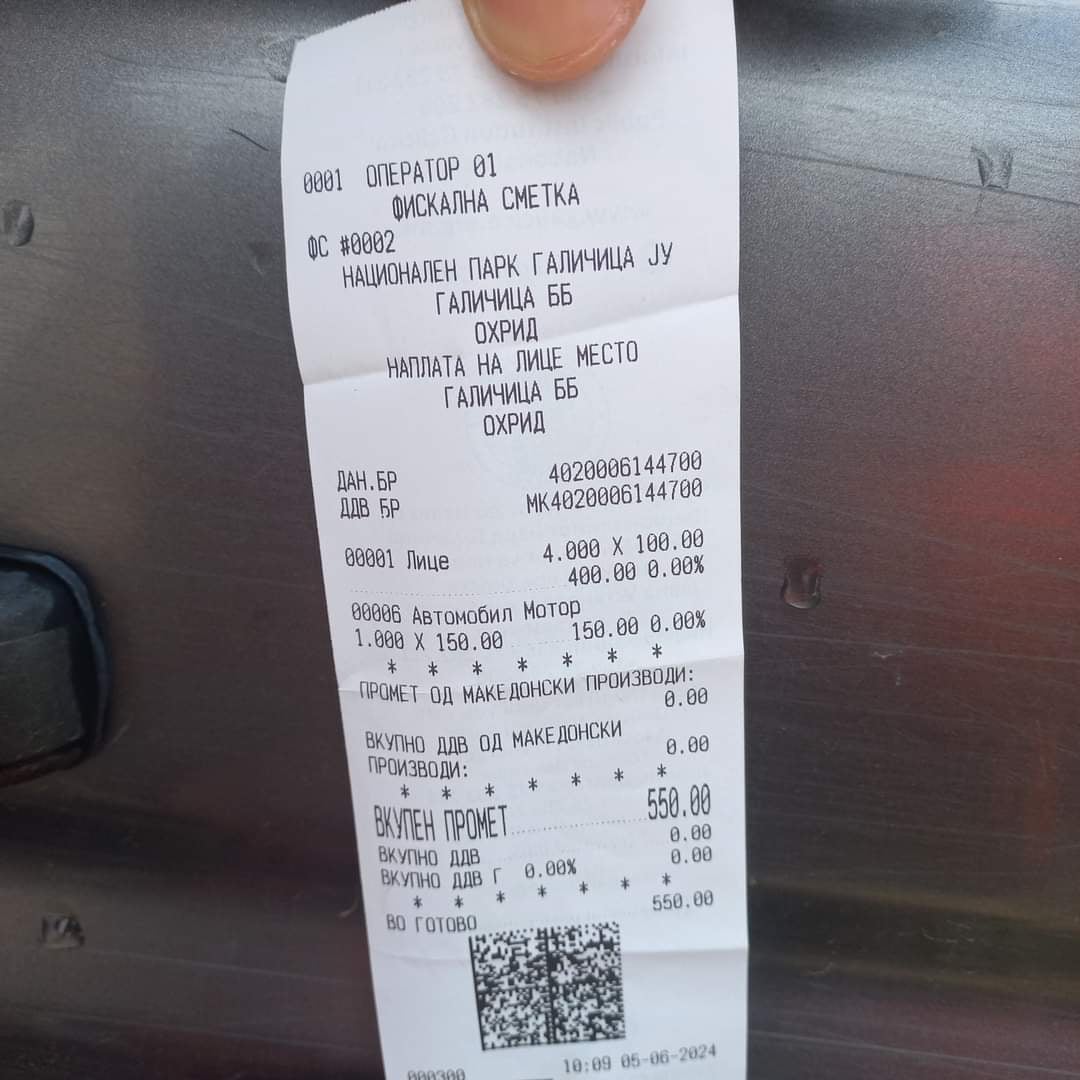 0001 ОПЕРАТОР 01
ФИСКАЛНА СМЕТКА
ФС #0002
НАЦИОНАЛЕН ПАРК ГАЛИЧИЦА ЈУ
ГАЛИЧИЦА ББ
ОХРИД
НАПЛАТА НА ЛИЦЕ МЕСТО
ГАЛИЧИЦА ББ
ОХРИД
ДАН.БР 4020006144700
ДДВ БР МК4020006144700
00001 Лице 4.000 X 100.00
400.00 0.00%
00006 Автомобил Мотор
1.000 X 150.00 150.00 0.00%
* * * * * * *
ПРОМЕТ ОД МАКЕДОНСКИ ПРОИЗВОДИ:
0.00
ВКУПНО ДДВ ОД МАКЕДОНСКИ
ПРОИЗВОДИ: 0.00
* * * * * * *
ВКУПЕН ПРОМЕТ 550.00
ВКУПНО ДДВ 0.00
ВКУПНО ДДВ Г 0.00% 0.00
* * * * * * *
ВО ГОТОВО 550.00
000300 10:09 05-06-2024